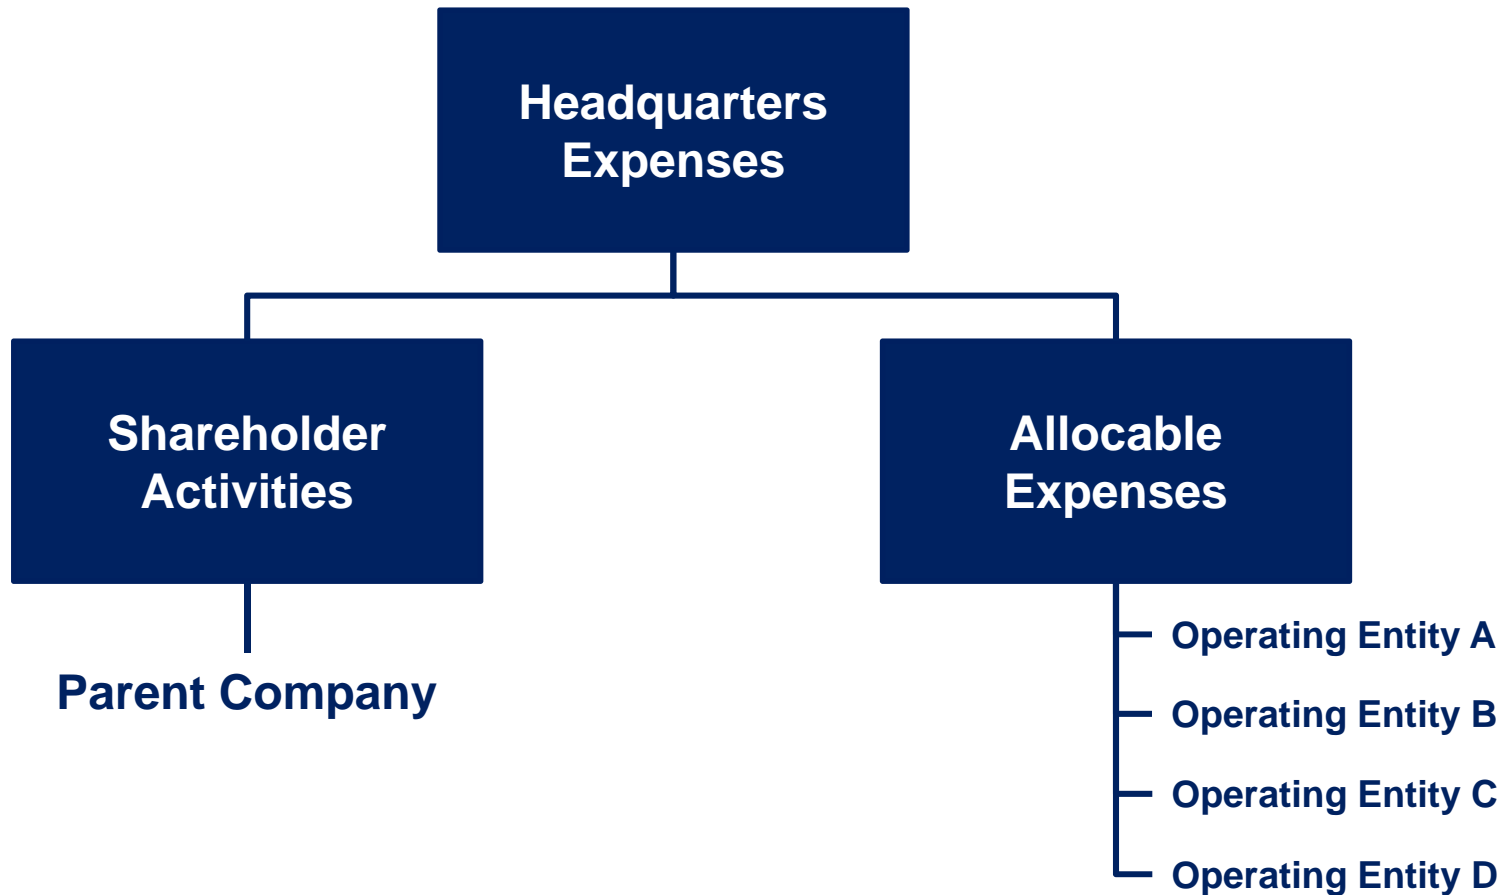 Headquarters
Expenses
Shareholder
Activities
Allocable
Expenses
Parent Company
Operating Entity A
Operating Entity B
Operating Entity C
Operating Entity D